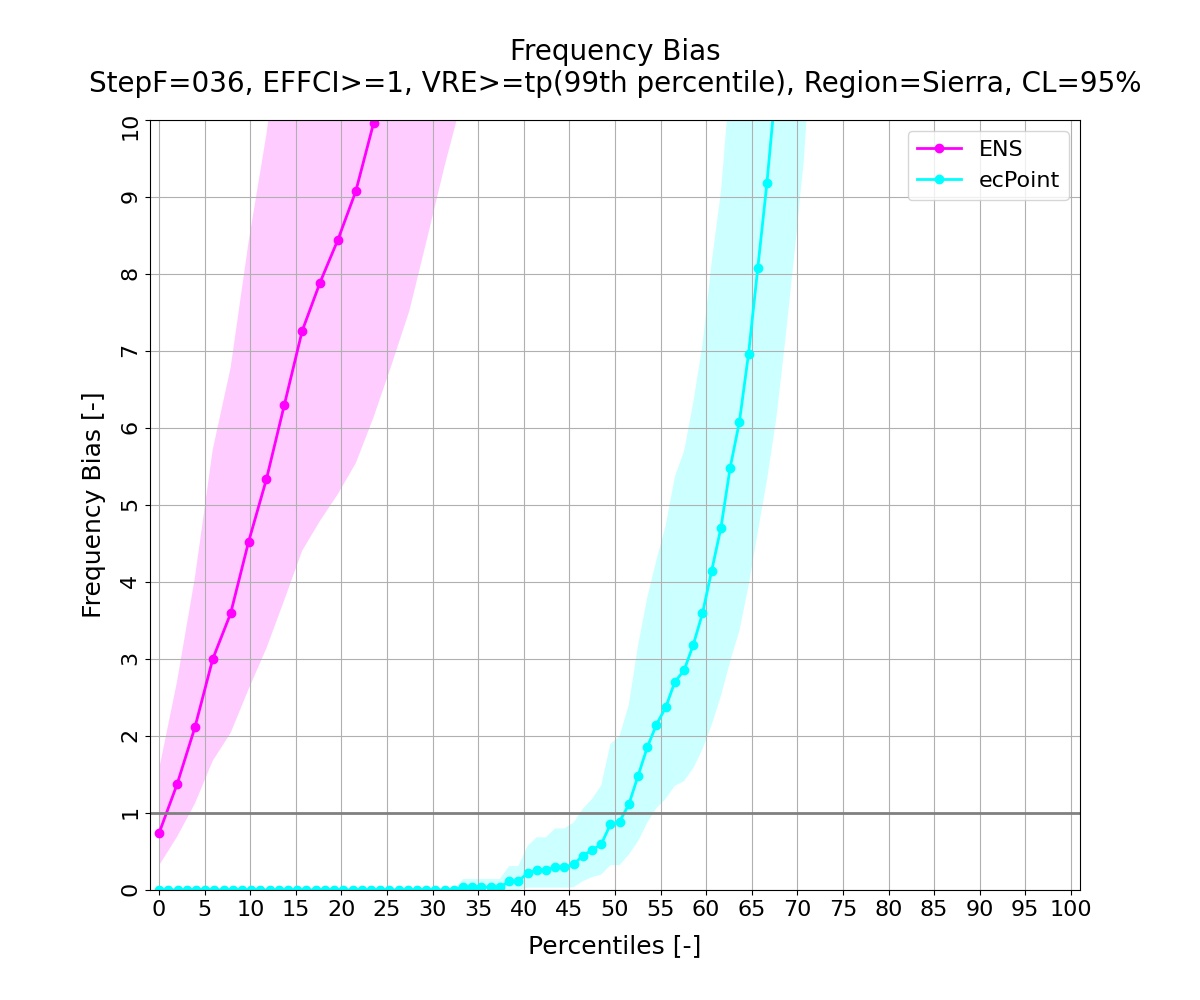 Frequency Bias
StepF=036, EFFCI>=1, VRE>=tp(99th percentile), Region=Sierra, CL=95%
ENS
ecPoint
Frequency Bias [-]
10
9
8
7
6
5
4
3
2
1
0
0 5 10 15 20 25 30 35 40 45 50 55 60 65 70 75 80 85 90 95 100
Percentiles [-]